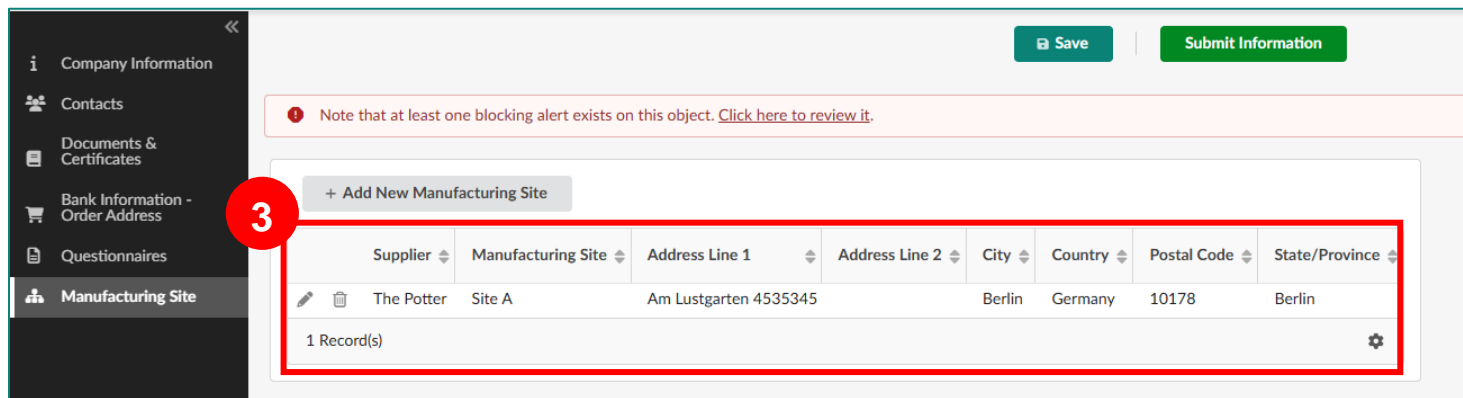 Save
Submit Information
Company Information
Contacts
Documents &
Certificates
Bank Information -
Order Address
Questionnaires
Manufacturing Site
Note that at least one blocking alert exists on this object. Click here to review it.
+ Add New Manufacturing Site
3
Supplier Manufacturing Site Address Line 1 Address Line 2 City Country Postal Code State/Province
The Potter Site A Am Lustgarten 4535345 Berlin Germany 10178 Berlin
1 Record(s)